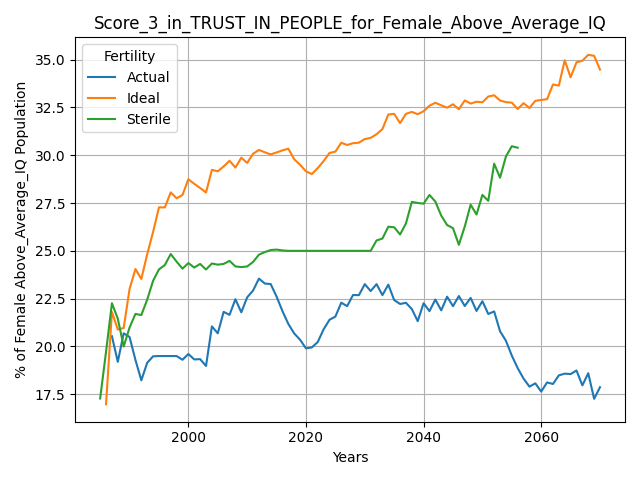 Score_3_in_TRUST_IN_PEOPLE_for_Female_Above_Average_IQ
% of Female Above_Average_IQ Population
35.0
32.5
30.0
27.5
25.0
22.5
20.0
17.5
Fertility
Actual
Ideal
Sterile
2000
2020
2040
2060
Years